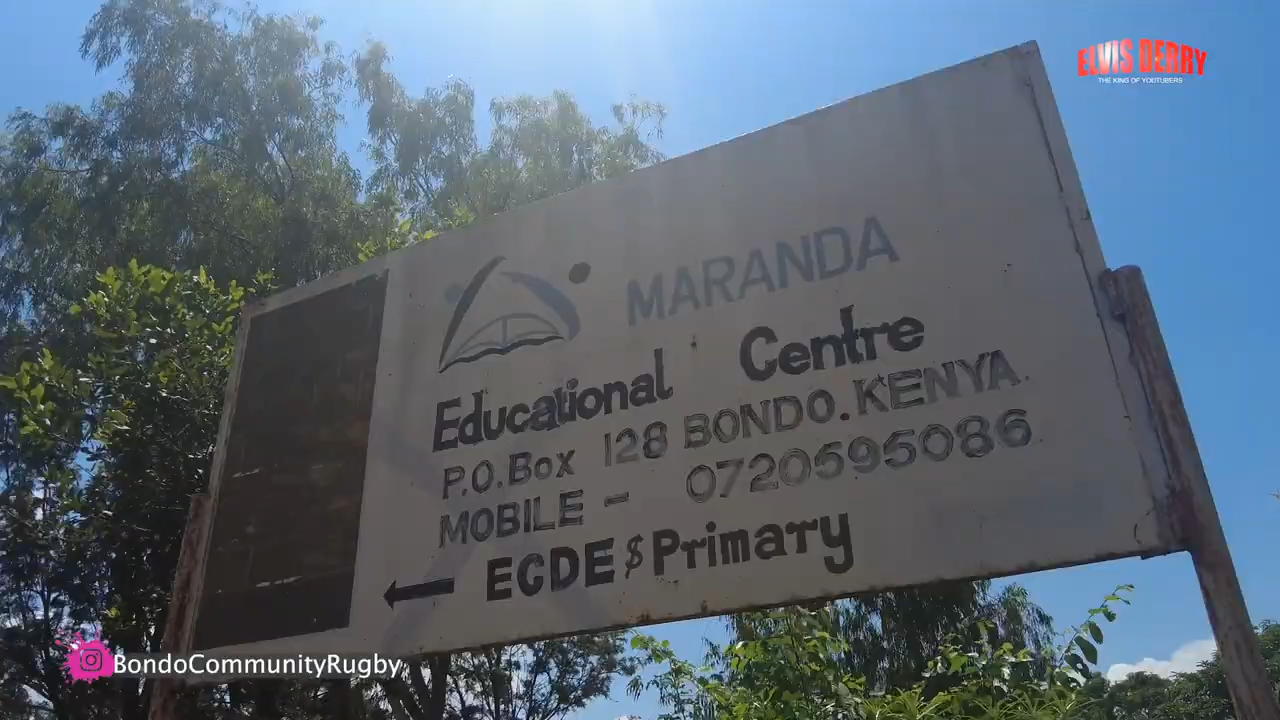 ELVIS DERRY
THE KING OF YOUTUBERS
MARANDA
Educational Centre
P.O.Box 128 BONDO.KENYA.
MOBILE - 0720595086
ECDE $ Primary
BondoCommunityRugby